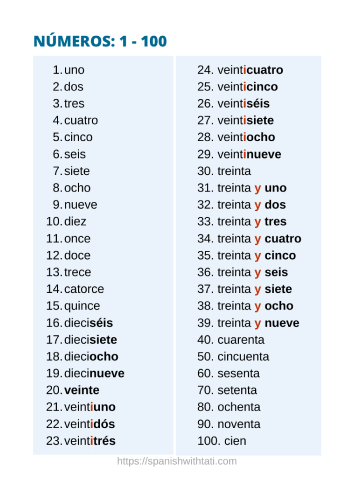 NÚMEROS: 1 - 100
1. uno
2. dos
3. tres
4. cuatro
5. cinco
6. seis
7. siete
8. ocho
9. nueve
10. diez
11. once
12. doce
13. trece
14. catorce
15. quince
16. dieciséis
17. diecisiete
18. dieciocho
19. diecinueve
20. veinte
21. veintiuno
22. veintidós
23. veintitrés
24. veinticuatro
25. veinticinco
26. veintiséis
27. veintisiete
28. veintiocho
29. veintinueve
30. treinta
31. treinta y uno
32. treinta y dos
33. treinta y tres
34. treinta y cuatro
35. treinta y cinco
36. treinta y seis
37. treinta y siete
38. treinta y ocho
39. treinta y nueve
40. cuarenta
50. cincuenta
60. sesenta
70. setenta
80. ochenta
90. noventa
100. cien
https://spanishwithtati.com